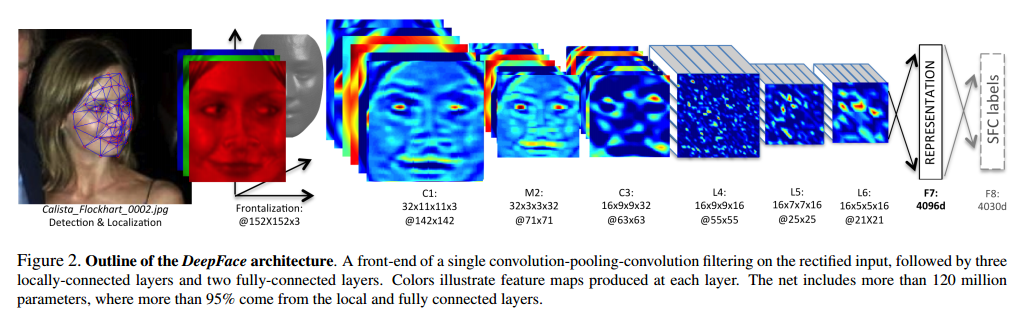 Calista_Flockhart_0002.jpg
Detection & Localization
Frontalization:
@152X152x3
C1:
32x11x11x3
@142x142
M2:
32x3x3x32
@71x71
C3:
16x9x9x32
@63x63
L4:
16x9x9x16
@55x55
L5:
16x7x7x16
@25x25
L6:
16x5x5x16
@21X21
REPRESENTATION
F7:
4096d
SFC labels
F8:
4030d
Figure 2. Outline of the DeepFace architecture. A front-end of a single convolution-pooling-convolution filtering on the rectified input, followed by three
locally-connected layers and two fully-connected layers. Colors illustrate feature maps produced at each layer. The net includes more than 120 million
parameters, where more than 95% come from the local and fully connected layers.